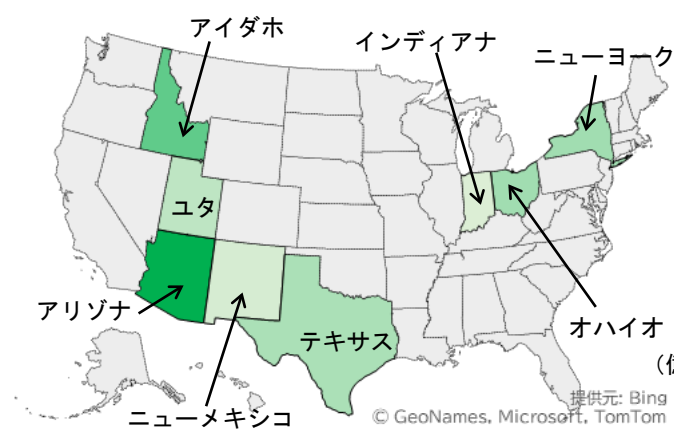 アイダホ
インディアナ
ニューヨーク
ユタ
アリゾナ
テキサス
オハイオ
ニューメキシコ
提供元: Bing
© GeoNames, Microsoft, TomTom